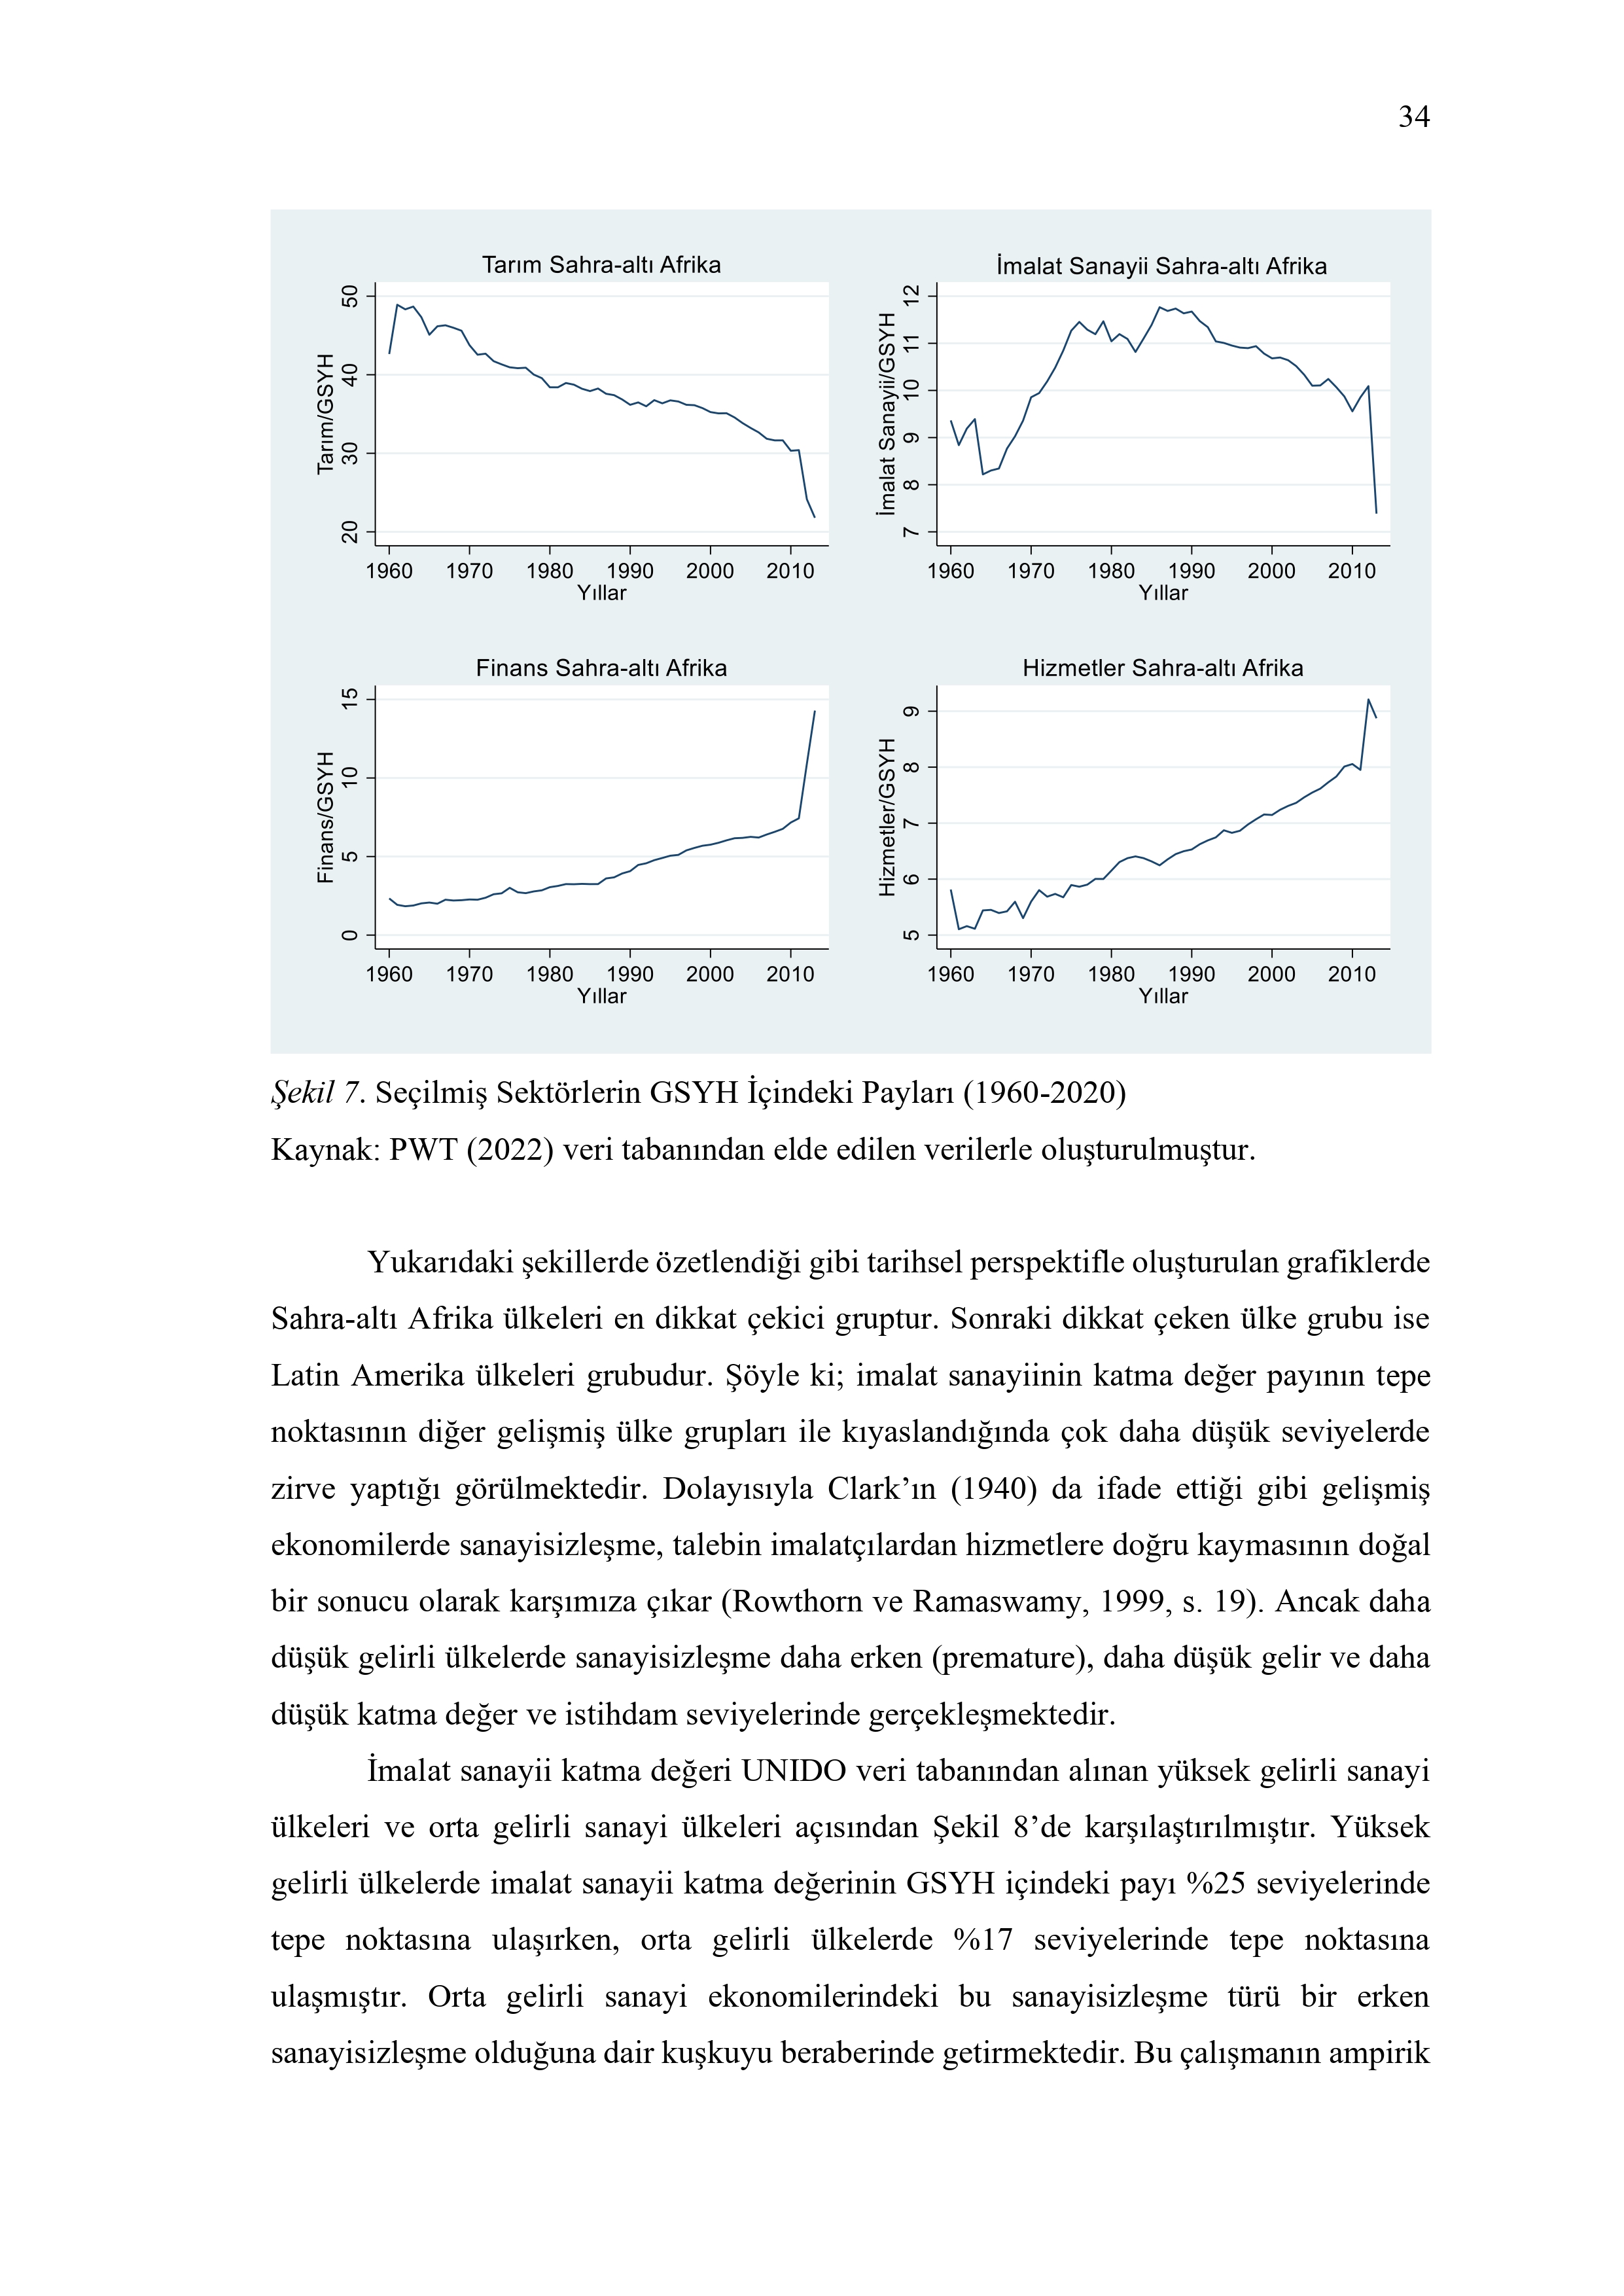 34
Tarım Sahra-altı Afrika
Tarım/GSYH
50
40
30
20
1960 1970 1980 1990 2000 2010
Yıllar
İmalat Sanayii Sahra-altı Afrika
İmalat Sanayii/GSYH
12
11
10
9
8
7
1960 1970 1980 1990 2000 2010
Yıllar
Finans Sahra-altı Afrika
Finans/GSYH
15
10
5
0
1960 1970 1980 1990 2000 2010
Yıllar
Hizmetler Sahra-altı Afrika
Hizmetler/GSYH
9
8
7
6
5
1960 1970 1980 1990 2000 2010
Yıllar
Şekil 7. Seçilmiş Sektörlerin GSYH İçindeki Payları (1960-2020)
Kaynak: PWT (2022) veri tabanından elde edilen verilerle oluşturulmuştur.
Yukarıdaki şekillerde özetlendiği gibi tarihsel perspektifle oluşturulan grafiklerde
Sahra-altı Afrika ülkeleri en dikkat çekici gruptur. Sonraki dikkat çeken ülke grubu ise
Latin Amerika ülkeleri grubudur. Şöyle ki; imalat sanayiinin katma değer payının tepe
noktasının diğer gelişmiş ülke grupları ile kıyaslandığında çok daha düşük seviyelerde
zirve yaptığı görülmektedir. Dolayısıyla Clark’ın (1940) da ifade ettiği gibi gelişmiş
ekonomilerde sanayisizleşme, talebin imalatçılardan hizmetlere doğru kaymasının doğal
bir sonucu olarak karşımıza çıkar (Rowthorn ve Ramaswamy, 1999, s. 19). Ancak daha
düşük gelirli ülkelerde sanayisizleşme daha erken (premature), daha düşük gelir ve daha
düşük katma değer ve istihdam seviyelerinde gerçekleşmektedir.
İmalat sanayii katma değeri UNIDO veri tabanından alınan yüksek gelirli sanayi
ülkeleri ve orta gelirli sanayi ülkeleri açısından Şekil 8’de karşılaştırılmıştır. Yüksek
gelirli ülkelerde imalat sanayii katma değerinin GSYH içindeki payı %25 seviyelerinde
tepe noktasına ulaşırken, orta gelirli ülkelerde %17 seviyelerinde tepe noktasına
ulaşmıştır. Orta gelirli sanayi ekonomilerindeki bu sanayisizleşme türü bir erken
sanayisizleşme olduğuna dair kuşkuyu beraberinde getirmektedir. Bu çalışmanın ampirik